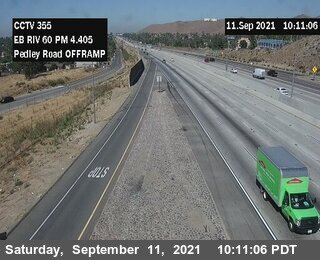 CCTV 355
EB RIV 60 PM 4.405
Pedley Road OFFRAMP
11.Sep 2021 10:11:06
STOP
Saturday, September 11, 2021 10:11:06 PDT